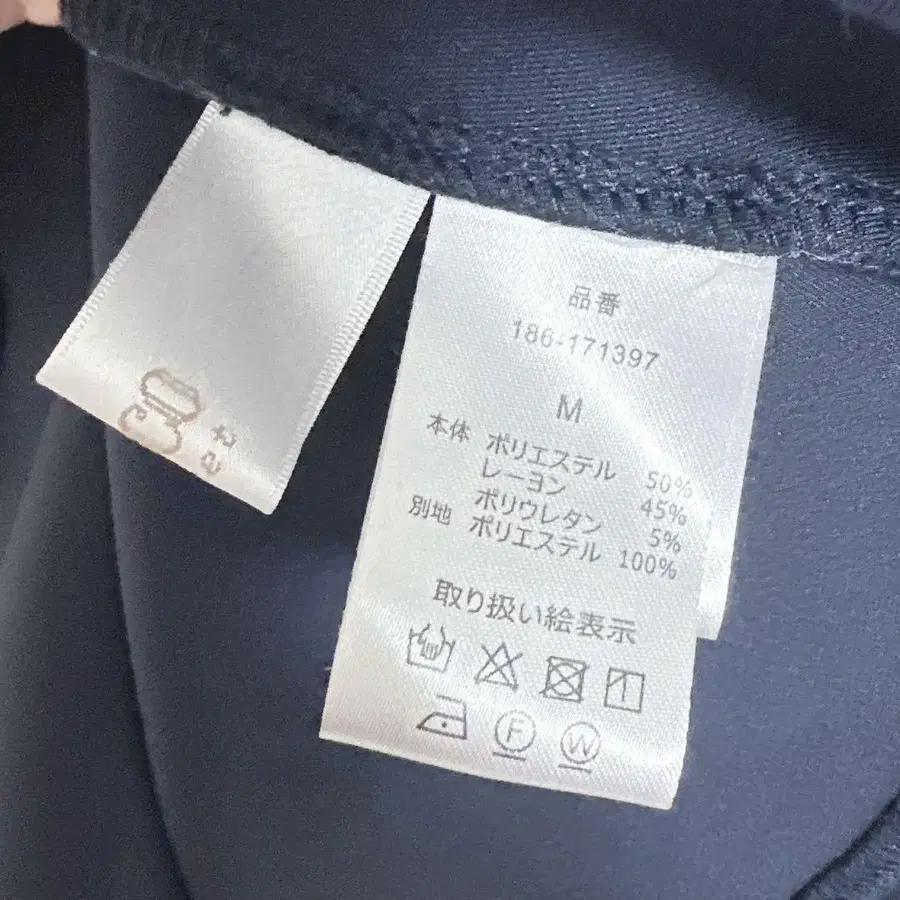 品番
186-171397
M
本体 ポリエステル 50%
レーヨン 45%
ポリウレタン 5%
別地 ポリエステル 100%
取り扱い絵表示
F W